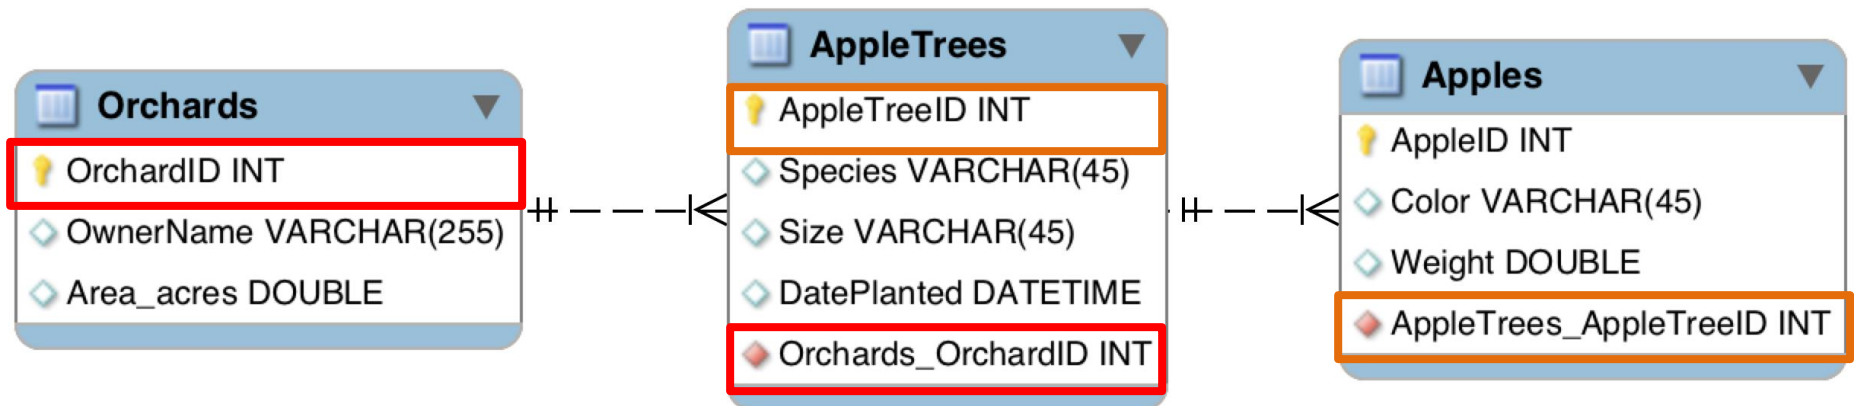 Orchards
OrchardID INT
OwnerName VARCHAR(255)
Area_acres DOUBLE
AppleTrees
AppleTreeID INT
Species VARCHAR(45)
Size VARCHAR(45)
DatePlanted DATETIME
Orchards_OrchardID INT
Apples
AppleID INT
Color VARCHAR(45)
Weight DOUBLE
AppleTrees_AppleTreeID INT